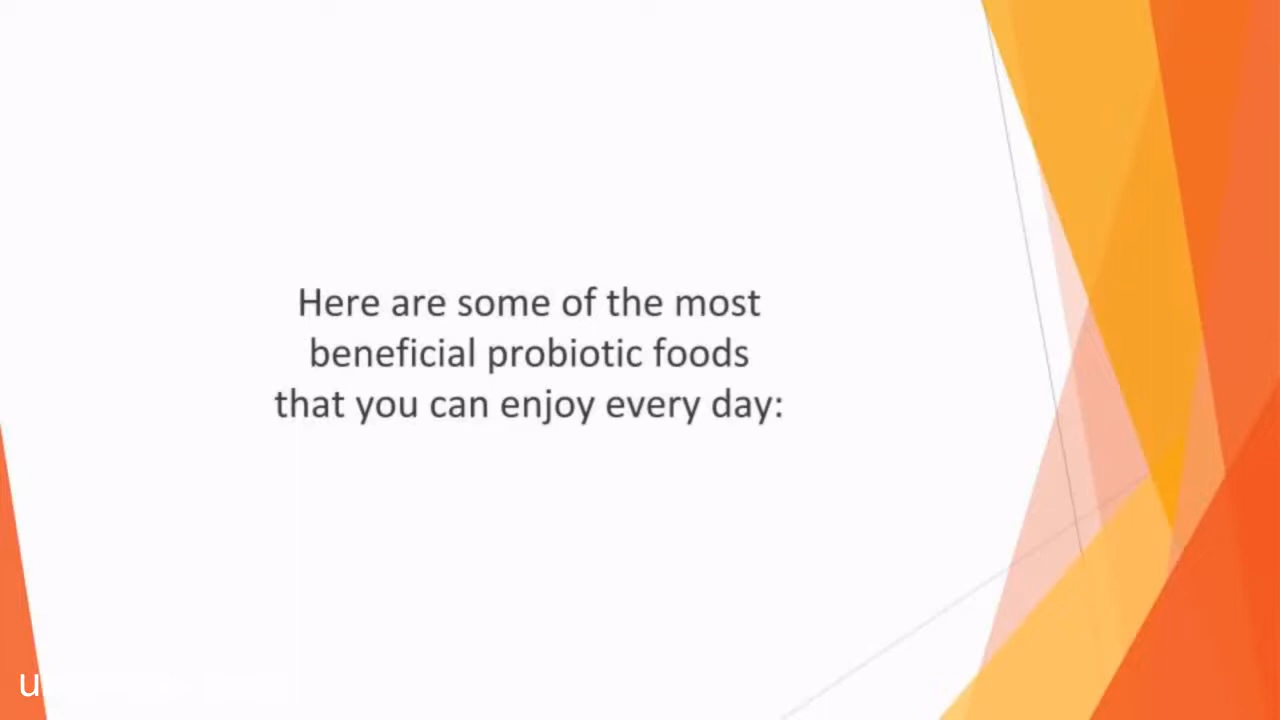 Here are some of the most
beneficial probiotic foods
that you can enjoy every day: